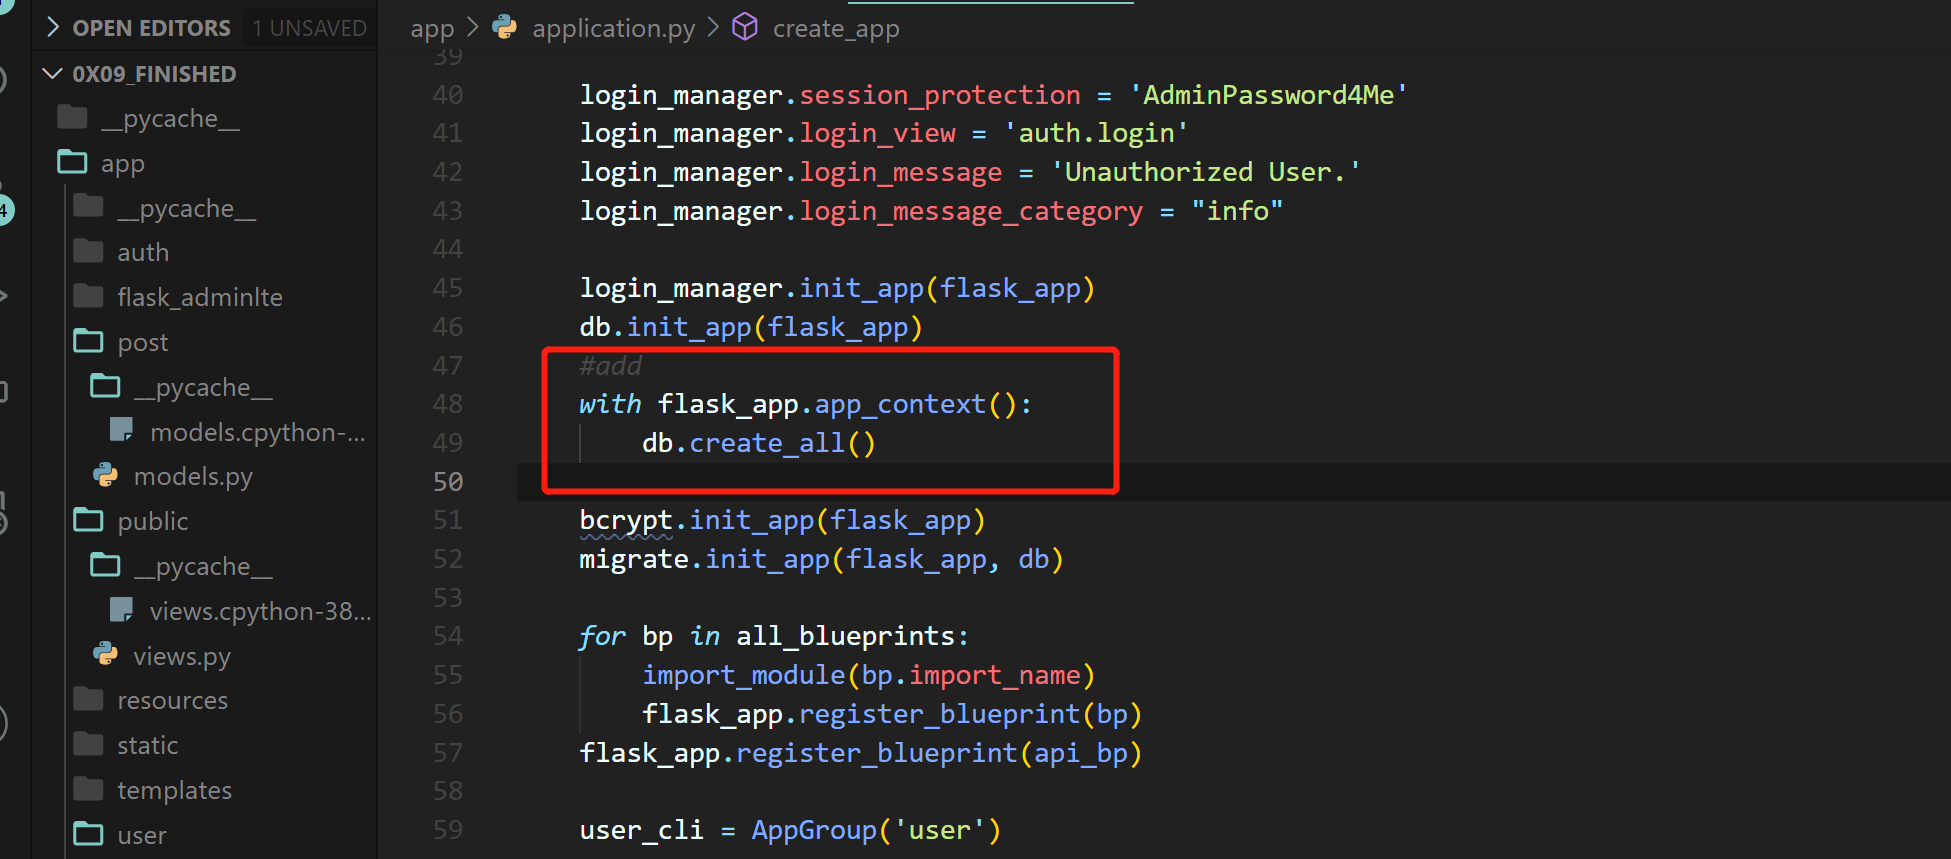 OPEN EDITORS 1 UNSAVED
0X09_FINISHED
__pycache__
app
__pycache__
auth
flask_adminlte
post
__pycache__
models.cpython-...
models.py
public
__pycache__
views.cpython-38...
views.py
resources
static
templates
user
4
app > application.py > create_app
39
40 login_manager.session_protection = 'AdminPassword4Me'
41 login_manager.login_view = 'auth.login'
42 login_manager.login_message = 'Unauthorized User.'
43 login_manager.login_message_category = "info"
44
45 login_manager.init_app(flask_app)
46 db.init_app(flask_app)
47 #add
48 with flask_app.app_context():
49 db.create_all()
50
51 bcrypt.init_app(flask_app)
52 migrate.init_app(flask_app, db)
53
54 for bp in all_blueprints:
55 import_module(bp.import_name)
56 flask_app.register_blueprint(bp)
57 flask_app.register_blueprint(api_bp)
58
59 user_cli = AppGroup('user')